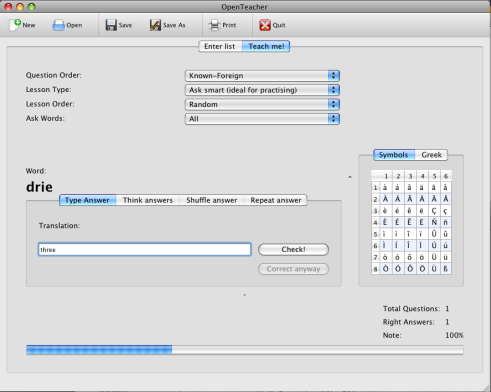 OpenTeacher
New Open Save Save As Print Quit
Enter list Teach me!
Question Order: Known-Foreign
Lesson Type: Ask smart (ideal for practising)
Lesson Order: Random
Ask Words: All
Symbols Greek
1 2 3 4 5 6
1 à á â ä ã å
2 À Á Â Ä Ã Å
3 è é ê ë Ç ç
4 È É Ê Ë Ñ ñ
5 ì í î ï Û û
6 Ì Í Î Ï Ú ú
7 ò ó ô ö Ü ù
8 Ò Ó Ô Ö Ù ß
Word:
drie
Type Answer Think answers Shuffle answer Repeat answer
Translation:
three Check!
Correct anyway
Total Questions: 1
Right Answers: 1
Note: 100%